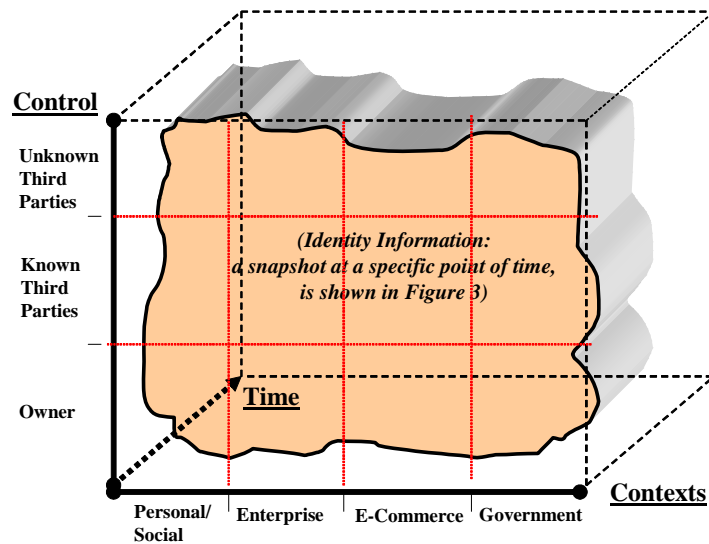 Control
Unknown
Third
Parties
(Identity Information:
a snapshot at a specific point of time,
is shown in Figure 3)
Known
Third
Parties
Time
Owner
Contexts
Personal/
Social
Enterprise
E-Commerce
Government